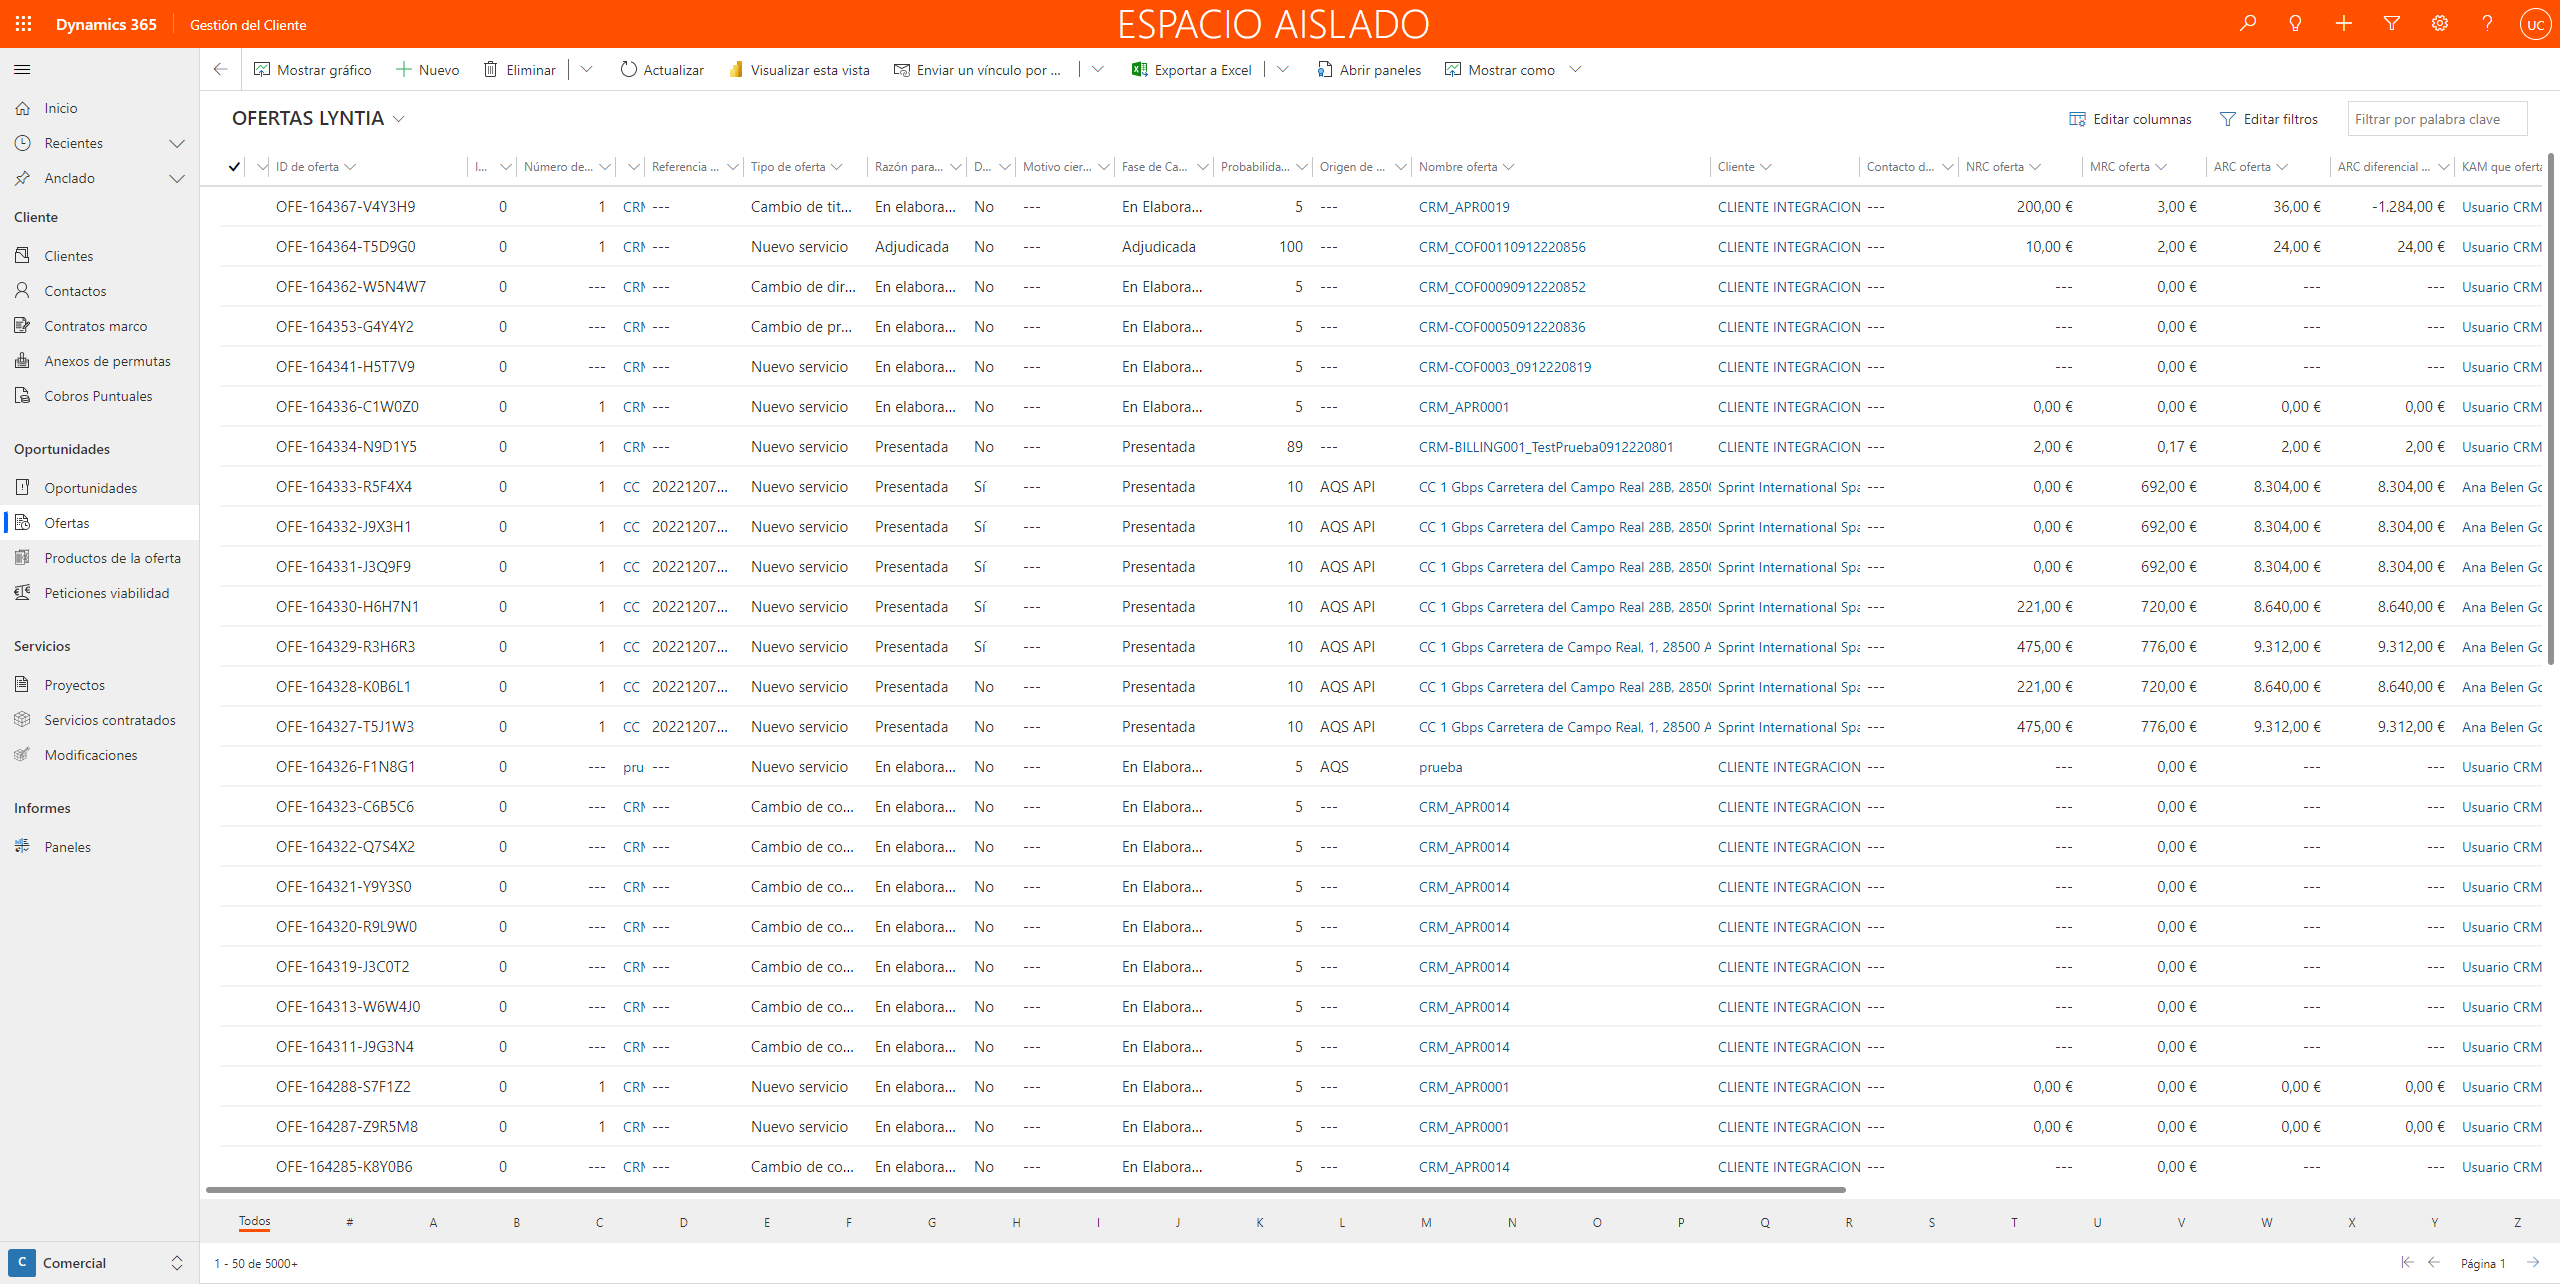 Dynamics 365 Gestión del Cliente ESPACIO AISLADO UC
Mostrar gráfico Nuevo Eliminar Actualizar Visualizar esta vista Enviar un vínculo por ... Exportar a Excel Abrir paneles Mostrar como
Inicio
Recientes
Anclado
Cliente
Clientes
Contactos
Contratos marco
Anexos de permutas
Cobros Puntuales
Oportunidades
Oportunidades
Ofertas
Productos de la oferta
Peticiones viabilidad
Servicios
Proyectos
Servicios contratados
Modificaciones
Informes
Paneles
C Comercial
OFERTAS LYNTIA Editar columnas Editar filtros Filtrar por palabra clave
ID de oferta I... Número de... Referencia ... Tipo de oferta Razón para... D... Motivo cier... Fase de Ca... Probabilida... Origen de ... Nombre oferta Cliente Contacto d... NRC oferta MRC oferta ARC oferta ARC diferencial ... KAM que oferta
OFE-164367-V4Y3H9 0 1 CRM --- Cambio de tit... En elabora... No --- En Elabora... 5 --- CRM_APR0019 CLIENTE INTEGRACION --- 200,00 € 3,00 € 36,00 € -1.284,00 € Usuario CRM
OFE-164364-T5D9G0 0 1 CRM --- Nuevo servicio Adjudicada No --- Adjudicada 100 --- CRM_COF00110912220856 CLIENTE INTEGRACION --- 10,00 € 2,00 € 24,00 € 24,00 € Usuario CRM
OFE-164362-W5N4W7 0 --- CRM --- Cambio de dir... En elabora... No --- En Elabora... 5 --- CRM_COF00090912220852 CLIENTE INTEGRACION --- --- 0,00 € --- --- Usuario CRM
OFE-164353-G4Y4Y2 0 --- CRM --- Cambio de pr... En elabora... No --- En Elabora... 5 --- CRM-COF00050912220836 CLIENTE INTEGRACION --- --- 0,00 € --- --- Usuario CRM
OFE-164341-H5T7V9 0 --- CRM --- Nuevo servicio En elabora... No --- En Elabora... 5 --- CRM-COF0003_0912220819 CLIENTE INTEGRACION --- --- 0,00 € --- --- Usuario CRM
OFE-164336-C1W0Z0 0 1 CRM --- Nuevo servicio En elabora... No --- En Elabora... 5 --- CRM_APR0001 CLIENTE INTEGRACION --- 0,00 € 0,00 € 0,00 € 0,00 € Usuario CRM
OFE-164334-N9D1Y5 0 1 CRM --- Nuevo servicio Presentada No --- Presentada 89 --- CRM-BILLING001_TestPrueba0912220801 CLIENTE INTEGRACION --- 2,00 € 0,17 € 2,00 € 2,00 € Usuario CRM
OFE-164333-R5F4X4 0 1 CC 20221207... Nuevo servicio Presentada Sí --- Presentada 10 AQS API CC 1 Gbps Carretera del Campo Real 28B, 28500 Sprint International Spa --- 0,00 € 692,00 € 8.304,00 € 8.304,00 € Ana Belen Go
OFE-164332-J9X3H1 0 1 CC 20221207... Nuevo servicio Presentada Sí --- Presentada 10 AQS API CC 1 Gbps Carretera del Campo Real 28B, 28500 Sprint International Spa --- 0,00 € 692,00 € 8.304,00 € 8.304,00 € Ana Belen Go
OFE-164331-J3Q9F9 0 1 CC 20221207... Nuevo servicio Presentada Sí --- Presentada 10 AQS API CC 1 Gbps Carretera del Campo Real 28B, 28500 Sprint International Spa --- 0,00 € 692,00 € 8.304,00 € 8.304,00 € Ana Belen Go
OFE-164330-H6H7N1 0 1 CC 20221207... Nuevo servicio Presentada Sí --- Presentada 10 AQS API CC 1 Gbps Carretera del Campo Real 28B, 28500 Sprint International Spa --- 221,00 € 720,00 € 8.640,00 € 8.640,00 € Ana Belen Go
OFE-164329-R3H6R3 0 1 CC 20221207... Nuevo servicio Presentada Sí --- Presentada 10 AQS API CC 1 Gbps Carretera de Campo Real, 1, 28500 A Sprint International Spa --- 475,00 € 776,00 € 9.312,00 € 9.312,00 € Ana Belen Go
OFE-164328-K0B6L1 0 1 CC 20221207... Nuevo servicio Presentada No --- Presentada 10 AQS API CC 1 Gbps Carretera del Campo Real 28B, 28500 Sprint International Spa --- 221,00 € 720,00 € 8.640,00 € 8.640,00 € Ana Belen Go
OFE-164327-T5J1W3 0 1 CC 20221207... Nuevo servicio Presentada No --- Presentada 10 AQS API CC 1 Gbps Carretera de Campo Real, 1, 28500 A Sprint International Spa --- 475,00 € 776,00 € 9.312,00 € 9.312,00 € Ana Belen Go
OFE-164326-F1N8G1 0 --- pru --- Nuevo servicio En elabora... No --- En Elabora... 5 AQS prueba CLIENTE INTEGRACION --- --- 0,00 € --- --- Usuario CRM
OFE-164323-C6B5C6 0 --- CRM --- Cambio de co... En elabora... No --- En Elabora... 5 --- CRM_APR0014 CLIENTE INTEGRACION --- --- 0,00 € --- --- Usuario CRM
OFE-164322-Q7S4X2 0 --- CRM --- Cambio de co... En elabora... No --- En Elabora... 5 --- CRM_APR0014 CLIENTE INTEGRACION --- --- 0,00 € --- --- Usuario CRM
OFE-164321-Y9Y3S0 0 --- CRM --- Cambio de co... En elabora... No --- En Elabora... 5 --- CRM_APR0014 CLIENTE INTEGRACION --- --- 0,00 € --- --- Usuario CRM
OFE-164320-R9L9W0 0 --- CRM --- Cambio de co... En elabora... No --- En Elabora... 5 --- CRM_APR0014 CLIENTE INTEGRACION --- --- 0,00 € --- --- Usuario CRM
OFE-164319-J3C0T2 0 --- CRM --- Cambio de co... En elabora... No --- En Elabora... 5 --- CRM_APR0014 CLIENTE INTEGRACION --- --- 0,00 € --- --- Usuario CRM
OFE-164313-W6W4J0 0 --- CRM --- Cambio de co... En elabora... No --- En Elabora... 5 --- CRM_APR0014 CLIENTE INTEGRACION --- --- 0,00 € --- --- Usuario CRM
OFE-164311-J9G3N4 0 --- CRM --- Cambio de co... En elabora... No --- En Elabora... 5 --- CRM_APR0014 CLIENTE INTEGRACION --- --- 0,00 € --- --- Usuario CRM
OFE-164288-S7F1Z2 0 1 CRM --- Nuevo servicio En elabora... No --- En Elabora... 5 --- CRM_APR0001 CLIENTE INTEGRACION --- 0,00 € 0,00 € 0,00 € 0,00 € Usuario CRM
OFE-164287-Z9R5M8 0 1 CRM --- Nuevo servicio En elabora... No --- En Elabora... 5 --- CRM_APR0001 CLIENTE INTEGRACION --- 0,00 € 0,00 € 0,00 € 0,00 € Usuario CRM
OFE-164285-K8Y0B6 0 --- CRM --- Cambio de co... En elabora... No --- En Elabora... 5 --- CRM_APR0014 CLIENTE INTEGRACION --- --- 0,00 € --- --- Usuario CRM
Todos # A B C D E F G H I J K L M N O P Q R S T U V W X Y Z
1 - 50 de 5000+ Página 1